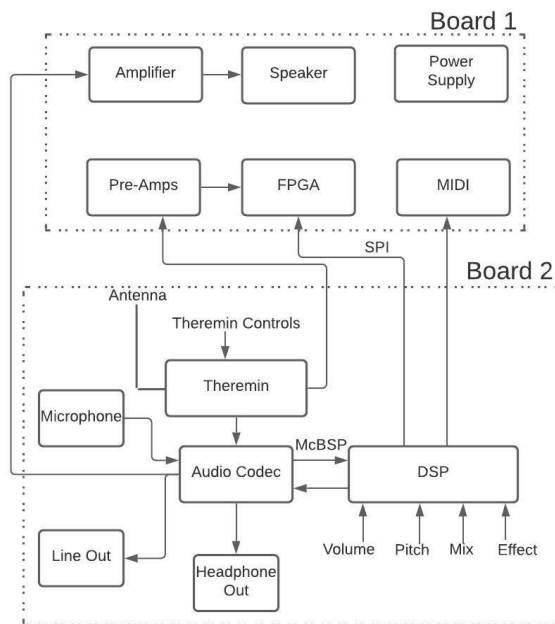 Board 1
Amplifier
Speaker
Power
Supply
Pre-Amps
FPGA
MIDI
SPI
Board 2
Antenna
Theremin Controls
Theremin
Microphone
McBSP
Audio Codec
DSP
Volume
Pitch
Mix
Effect
Line Out
Headphone
Out